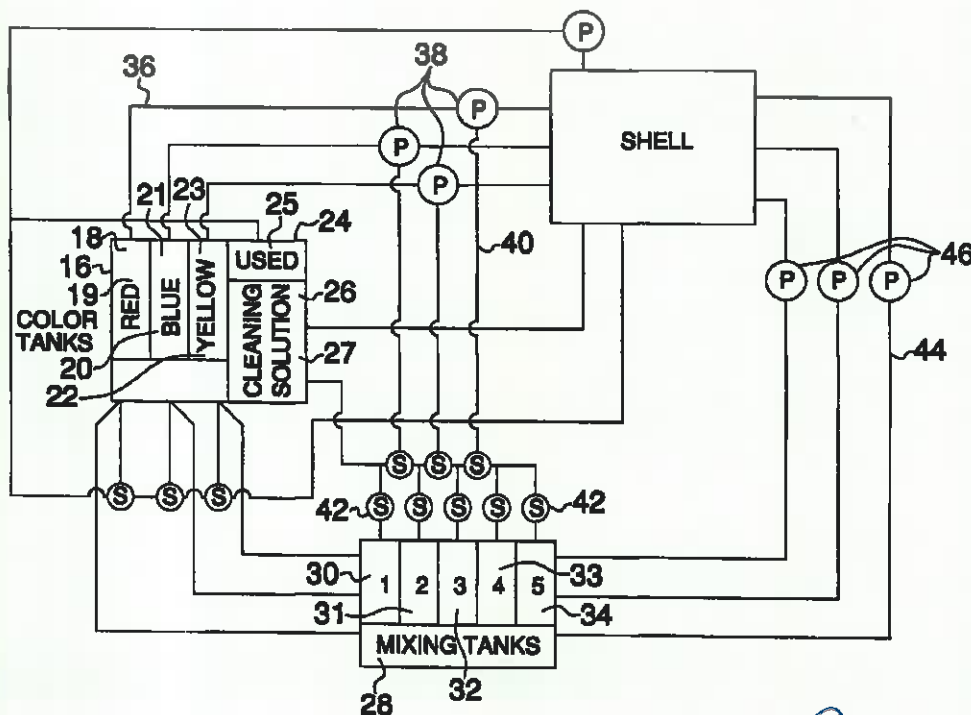 P
36
38
P
P
P
SHELL
21
23
25
24
18
16
19
RED
BLUE
YELLOW
USED
CLEANING
SOLUTION
26
27
COLOR
TANKS
20
22
40
P
P
P
46
44
S
S
S
S
S
S
42
S
S
S
S
S
42
30
1
2
3
4
5
33
31
34
MIXING TANKS
28
32